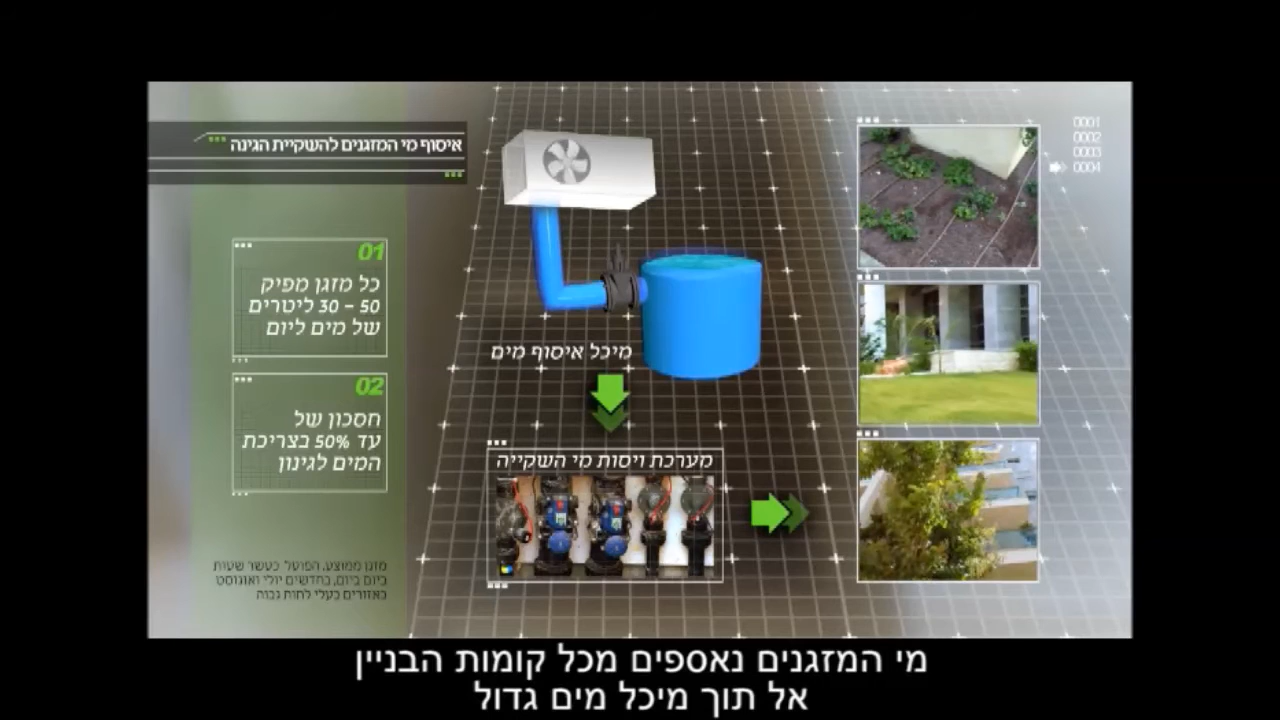 איסוף מי המזגנים להשקיית הגינה
01
כל מזגן מפיק
50 – 30 ליטרים
של מים ליום
02
חסכון של
עד 50% בצריכת
המים לגינון
מזגן ממוצע, הפועל כעשר שעות
ביום ביום, בחדשים יולי ואוגוסט
באזורים בעלי לחות גבוה
מיכל איסוף מים
מערכת ויסות מי השקייה
0001
0002
0003
0004
מי המזגנים נאספים מכל קומות הבניין
אל תוך מיכל מים גדול